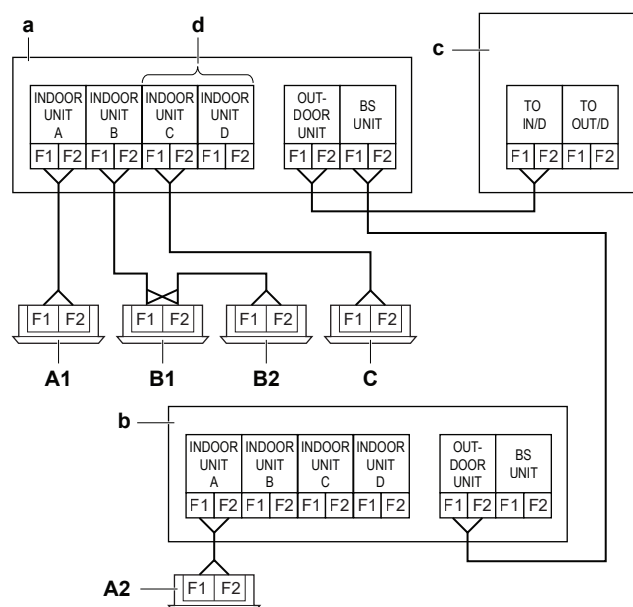 a
d
c
INDOOR UNIT A
INDOOR UNIT B
INDOOR UNIT C
INDOOR UNIT D
OUT-DOOR UNIT
BS UNIT
F1 F2 F1 F2 F1 F2 F1 F2
F1 F2 F1 F2
TO IN/D
TO OUT/D
F1 F2 F1 F2
F1 F2
F1 F2
F1 F2
F1 F2
A1
B1
B2
C
b
INDOOR UNIT A
INDOOR UNIT B
INDOOR UNIT C
INDOOR UNIT D
OUT-DOOR UNIT
BS UNIT
F1 F2 F1 F2 F1 F2 F1 F2
F1 F2 F1 F2
A2
F1 F2